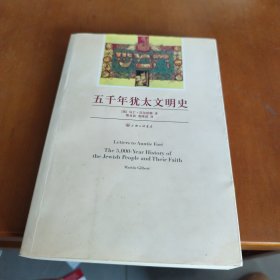 五千年犹太文明史
Letters to Auntie Fori
The 5,000-Year History of
the Jewish People and Their Faith
Martin Gilbert